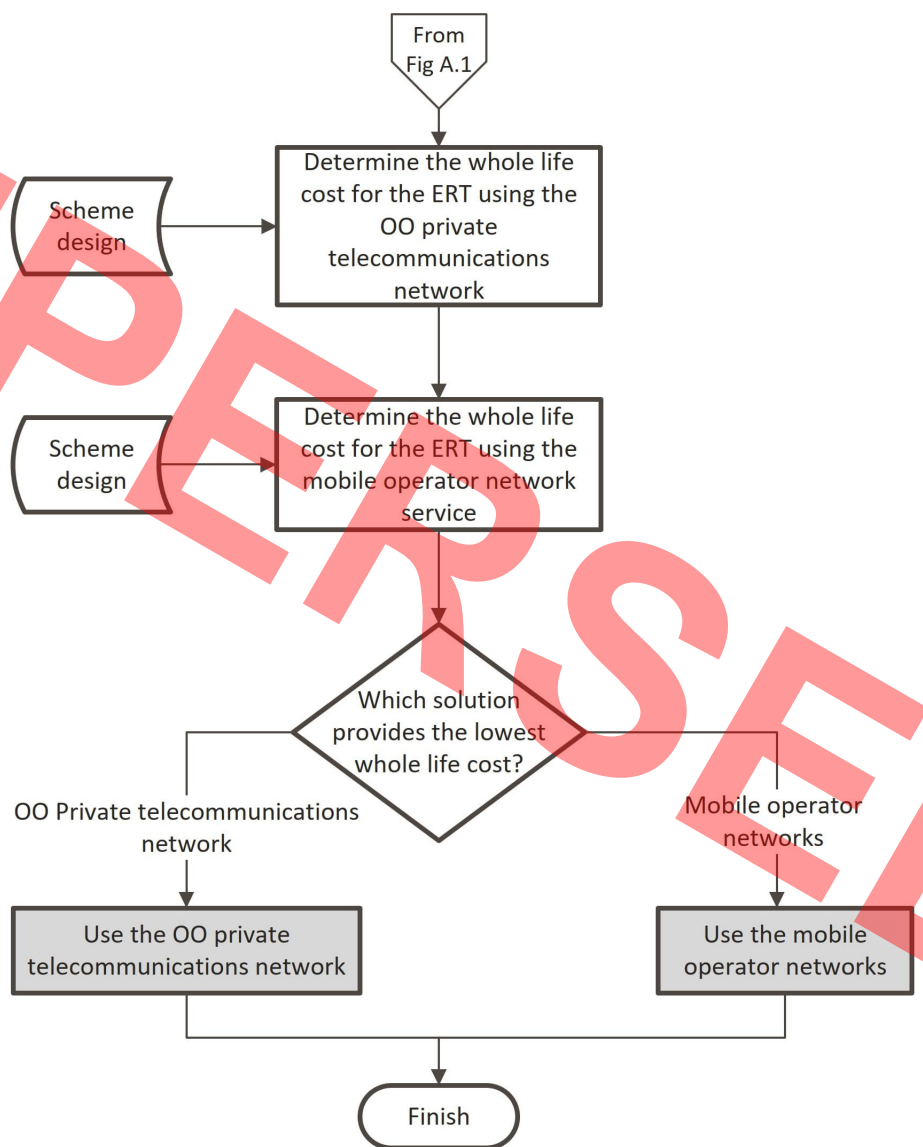 From
Fig A.1
Determine the whole life
cost for the ERT using the
OO private
telecommunications
network
Scheme
design
Determine the whole life
cost for the ERT using the
mobile operator network
service
Scheme
design
PERSE
Which solution
provides the lowest
whole life cost?
OO Private telecommunications
network
Mobile operator
networks
Use the OO private
telecommunications network
Use the mobile
operator networks
Finish